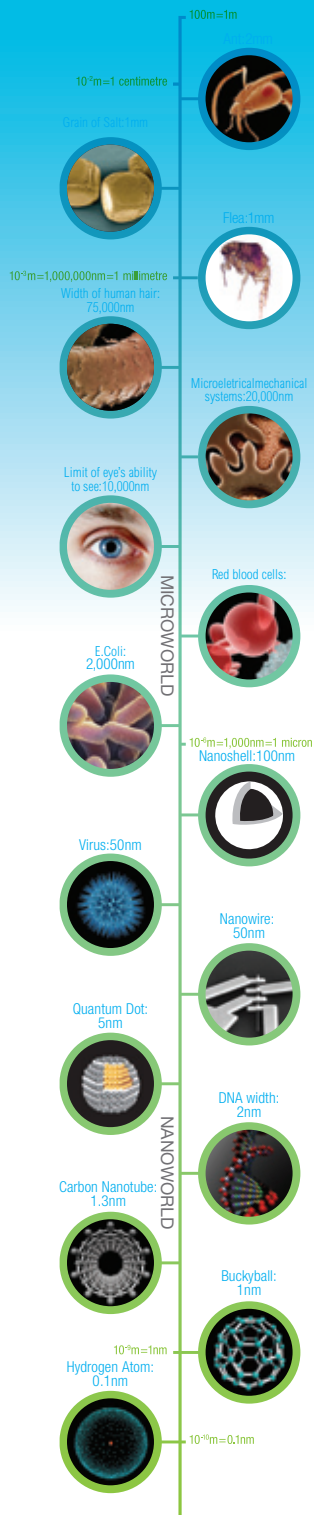 100m=1m
Ant:2mm
10⁻²m=1 centimetre
Grain of Salt:1mm
Flea:1mm
10⁻³m=1,000,000nm=1 millimetre
Width of human hair:
75,000nm
Microeletricalmechanical
systems:20,000nm
Limit of eye's ability
to see:10,000nm
Red blood cells:
MICROWORLD
E.Coli:
2,000nm
10⁻⁶m=1,000nm=1 micron
Nanoshell:100nm
Virus:50nm
Nanowire:
50nm
Quantum Dot:
5nm
DNA width:
2nm
NANOWORLD
Carbon Nanotube:
1.3nm
Buckyball:
1nm
10⁻⁹m=1nm
Hydrogen Atom:
0.1nm
10⁻¹⁰m=0.1nm